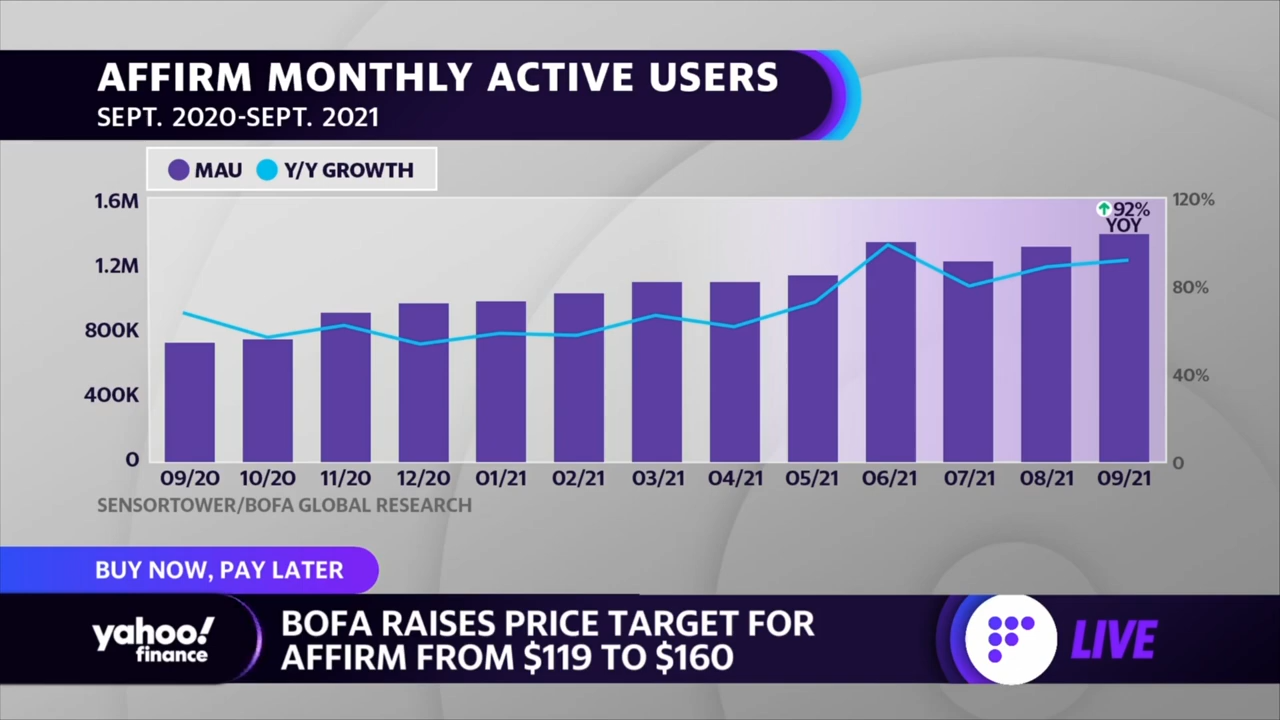 AFFIRM MONTHLY ACTIVE USERS
SEPT. 2020-SEPT. 2021
MAU Y/Y GROWTH
1.6M
1.2M
800K
400K
0
120%
80%
40%
0
92%
YOY
09/20 10/20 11/20 12/20 01/21 02/21 03/21 04/21 05/21 06/21 07/21 08/21 09/21
SENSORTOWER/BOFA GLOBAL RESEARCH
BUY NOW, PAY LATER
yahoo!
finance
BOFA RAISES PRICE TARGET FOR
AFFIRM FROM $119 TO $160
LIVE